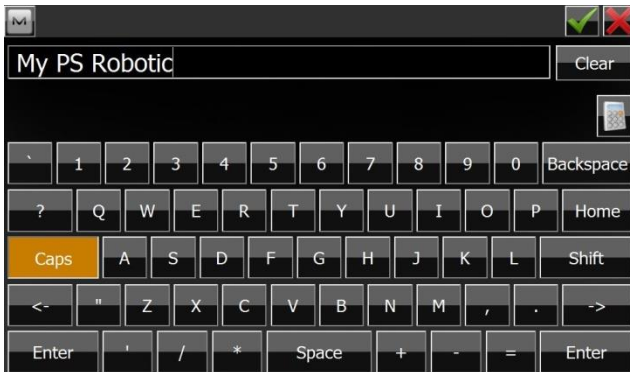 M
My PS Robotic Clear
` 1 2 3 4 5 6 7 8 9 0 Backspace
? Q W E R T Y U I O P Home
Caps A S D F G H J K L Shift
<- " Z X C V B N M , . ->
Enter ' / * Space + - = Enter